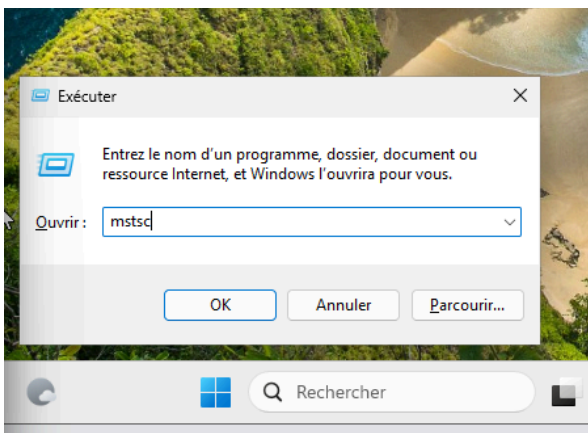 Exécuter
Entrez le nom d’un programme, dossier, document ou
ressource Internet, et Windows l’ouvrira pour vous.
Ouvrir : mstsc
OK Annuler Parcourir...
Rechercher